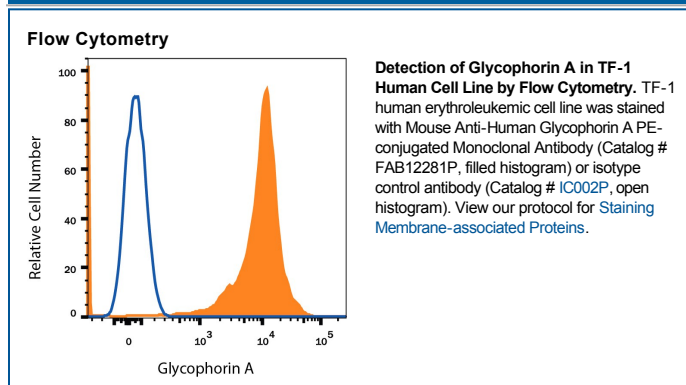 Flow Cytometry
100
80
60
40
20
0
Relative Cell Number
0
10³
10⁴
10⁵
Glycophorin A
Detection of Glycophorin A in TF-1
Human Cell Line by Flow Cytometry. TF-1
human erythroleukemic cell line was stained
with Mouse Anti-Human Glycophorin A PE-
conjugated Monoclonal Antibody (Catalog #
FAB12281P, filled histogram) or isotype
control antibody (Catalog # IC002P, open
histogram). View our protocol for Staining
Membrane-associated Proteins.